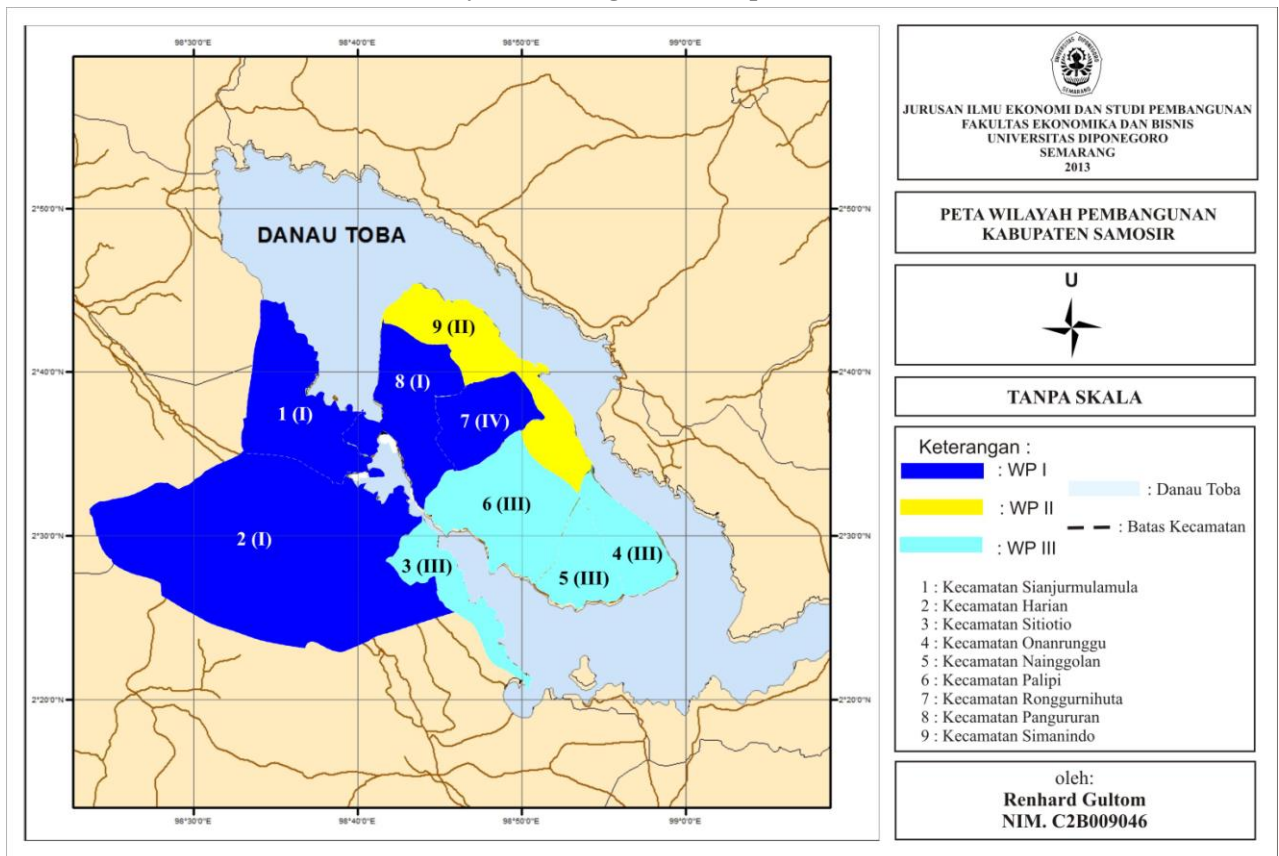 98°30'0"E
98°40'0"E
98°50'0"E
99°0'0"E
2°50'0"N
2°50'0"N
DANAU TOBA
9 (II)
2°40'0"N
2°40'0"N
8 (I)
1 (I)
7 (IV)
6 (III)
2°30'0"N
2°30'0"N
2 (I)
3 (III)
4 (III)
5 (III)
2°20'0"N
2°20'0"N
98°30'0"E
98°40'0"E
98°50'0"E
99°0'0"E
UNIVERSITAS DIPONEGORO
SEMARANG
JURUSAN ILMU EKONOMI DAN STUDI PEMBANGUNAN
FAKULTAS EKONOMIKA DAN BISNIS
UNIVERSITAS DIPONEGORO
SEMARANG
2013
PETA WILAYAH PEMBANGUNAN
KABUPATEN SAMOSIR
U
TANPA SKALA
Keterangan :
: WP I
: WP II
: WP III
: Danau Toba
: Batas Kecamatan
1 : Kecamatan Sianjurmulamula
2 : Kecamatan Harian
3 : Kecamatan Sitiotio
4 : Kecamatan Onanrunggu
5 : Kecamatan Nainggolan
6 : Kecamatan Palipi
7 : Kecamatan Ronggurnihuta
8 : Kecamatan Pangururan
9 : Kecamatan Simanindo
oleh:
Renhard Gultom
NIM. C2B009046